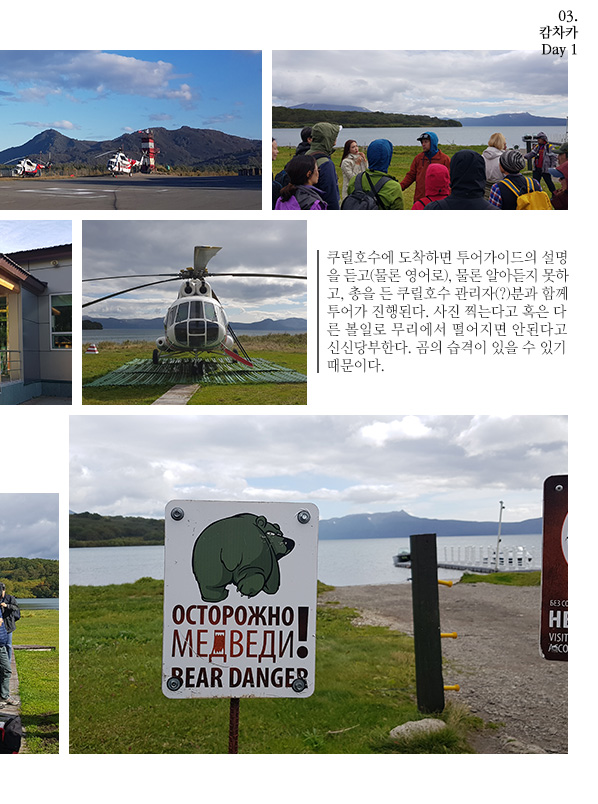 03.
캄차카
Day 1
쿠릴호수에 도착하면 투어가이드의 설명
을 듣고(물론 영어로), 물론 알아듣지 못하
고, 총을 든 쿠릴호수 관리자(?)분과 함께
투어가 진행된다. 사진 찍는다고 혹은 다
른 볼일로 무리에서 떨어지면 안된다고
신신당부한다. 곰의 습격이 있을 수 있기
때문이다.
ОСТОРОЖНО
МЕДВЕДИ!
BEAR DANGER
БЕЗ СО
HE
VISIT
ACCO